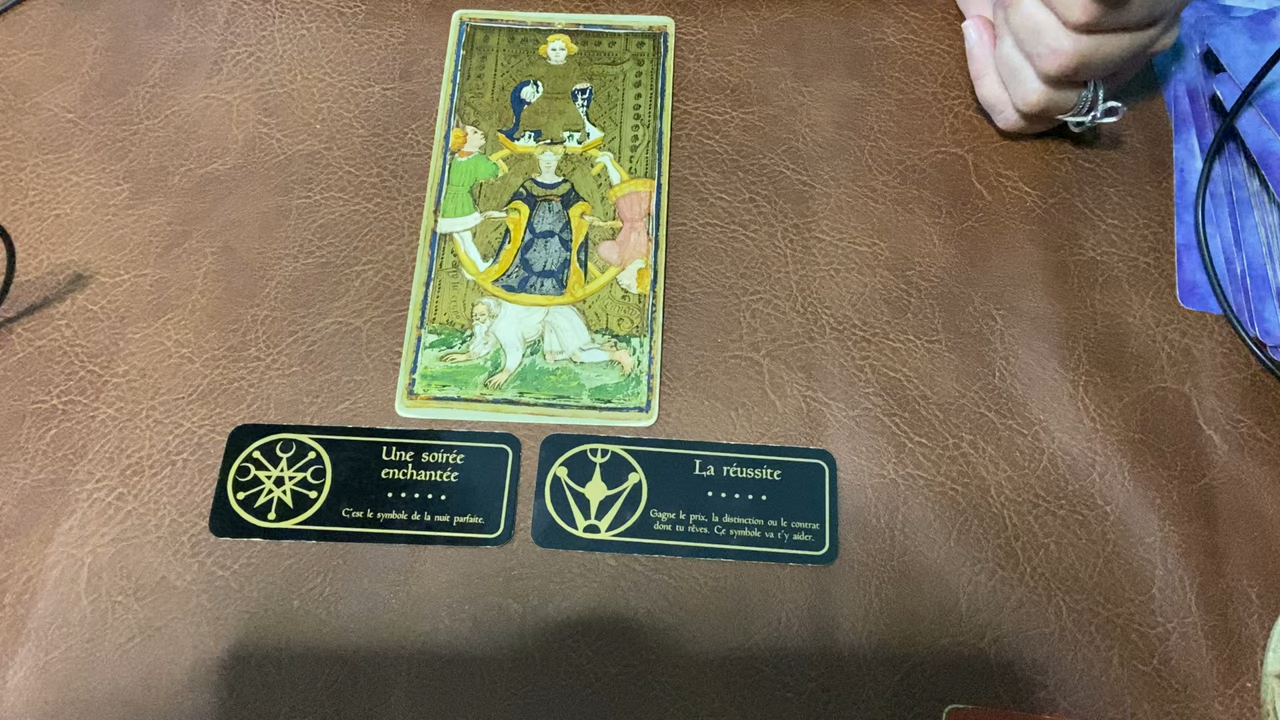 Une soirée
enchantée
C'est le symbole de la nuit parfaite.
La réussite
Gagne le prix, la distinction ou le contrat
dont tu rêves. Ce symbole va t'y aider.